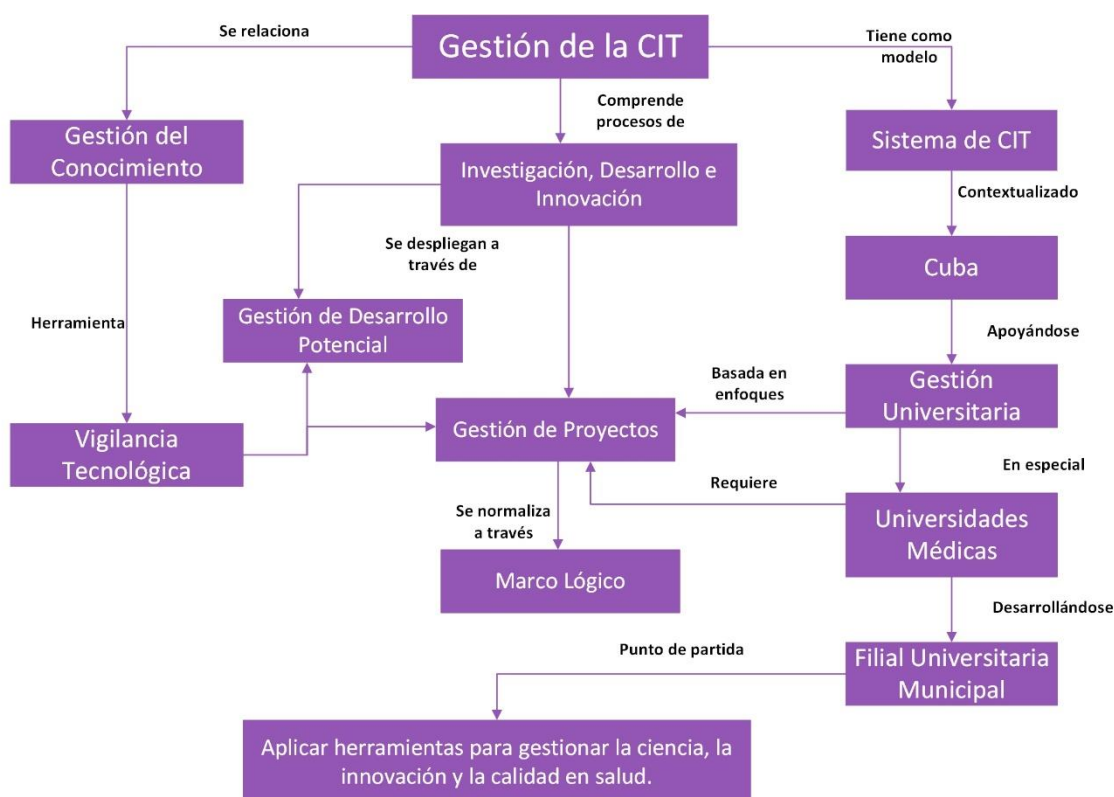 Se relaciona
Gestión de la CIT
Tiene como
modelo
Comprende
procesos de
Gestión del
Conocimiento
Investigación, Desarrollo e
Innovación
Sistema de CIT
Contextualizado
Se despliegan a
través de
Cuba
Herramienta
Gestión de Desarrollo
Potencial
Apoyándose
Basada en
enfoques
Gestión
Universitaria
Vigilancia
Tecnológica
Gestión de Proyectos
En especial
Requiere
Se normaliza
a través
Universidades
Médicas
Marco Lógico
Desarrollándose
Punto de partida
Filial Universitaria
Municipal
Aplicar herramientas para gestionar la ciencia, la
innovación y la calidad en salud.